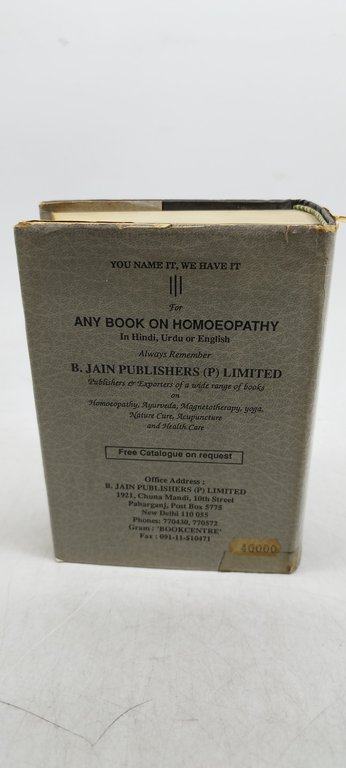 YOU NAME IT, WE HAVE IT
For
ANY BOOK ON HOMOEOPATHY
In Hindi, Urdu or English
Always Remember
B. JAIN PUBLISHERS (P) LIMITED
Publishers & Exporters of a wide range of books
on
Homoeopathy, Ayurveda, Magnetotherapy, yoga,
Nature Cure, Acupuncture
and Health Care
Free Catalogue on request
Office Address :
B. JAIN PUBLISHERS (P) LIMITED
1921, Chuna Mandi, 10th Street
Paharganj, Post Box 5775
New Delhi 110 055
Phones: 770430, 770572
Gram : 'BOOKCENTRE'
Fax : 091-11-510471
40000